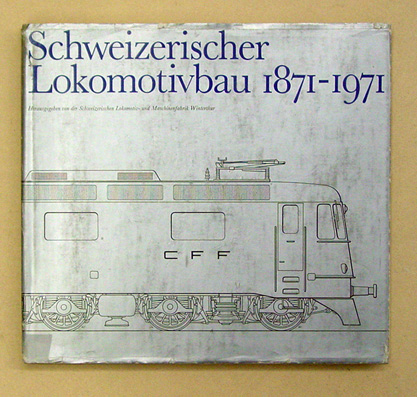 Schweizerischer
Lokomotivbau 1871-1971
Herausgegeben von der Schweizerischen Lokomotiv- und Maschinenfabrik Winterthur
CFF